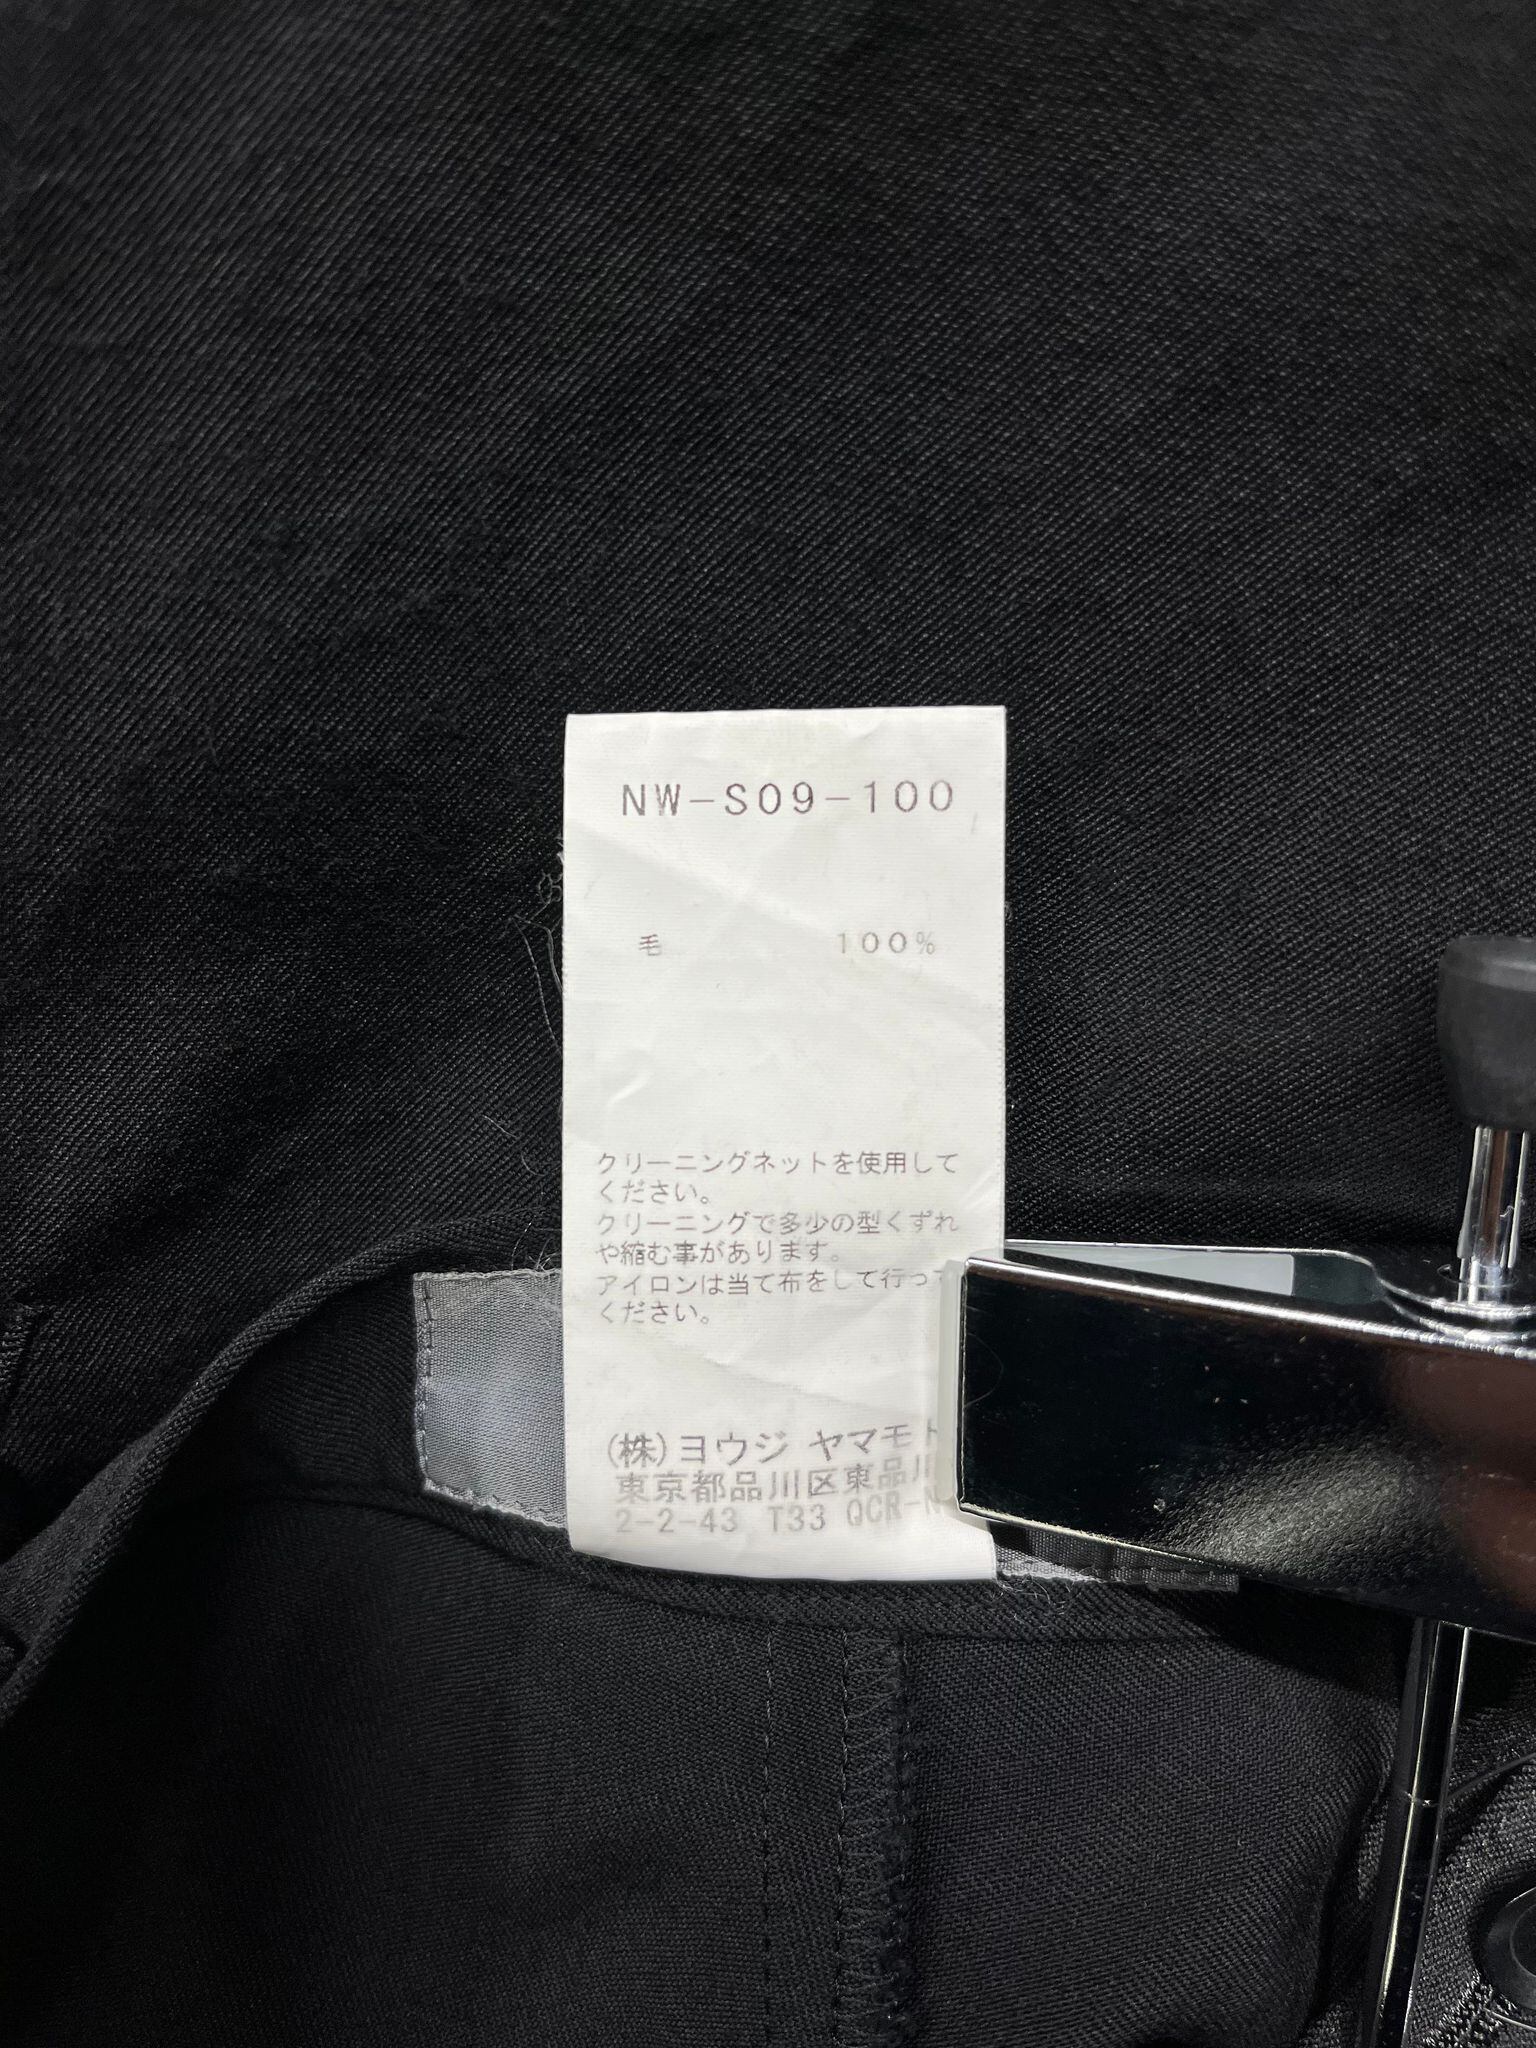 NW-S09-100
毛 100%
クリーニングネットを使用して
ください。
クリーニングで多少の型くずれ
や縮む事があります。
アイロンは当て布をして行って
ください。
(株)ヨウジ ヤマモト
東京都品川区東品川
2-2-43 T33 QCR-N